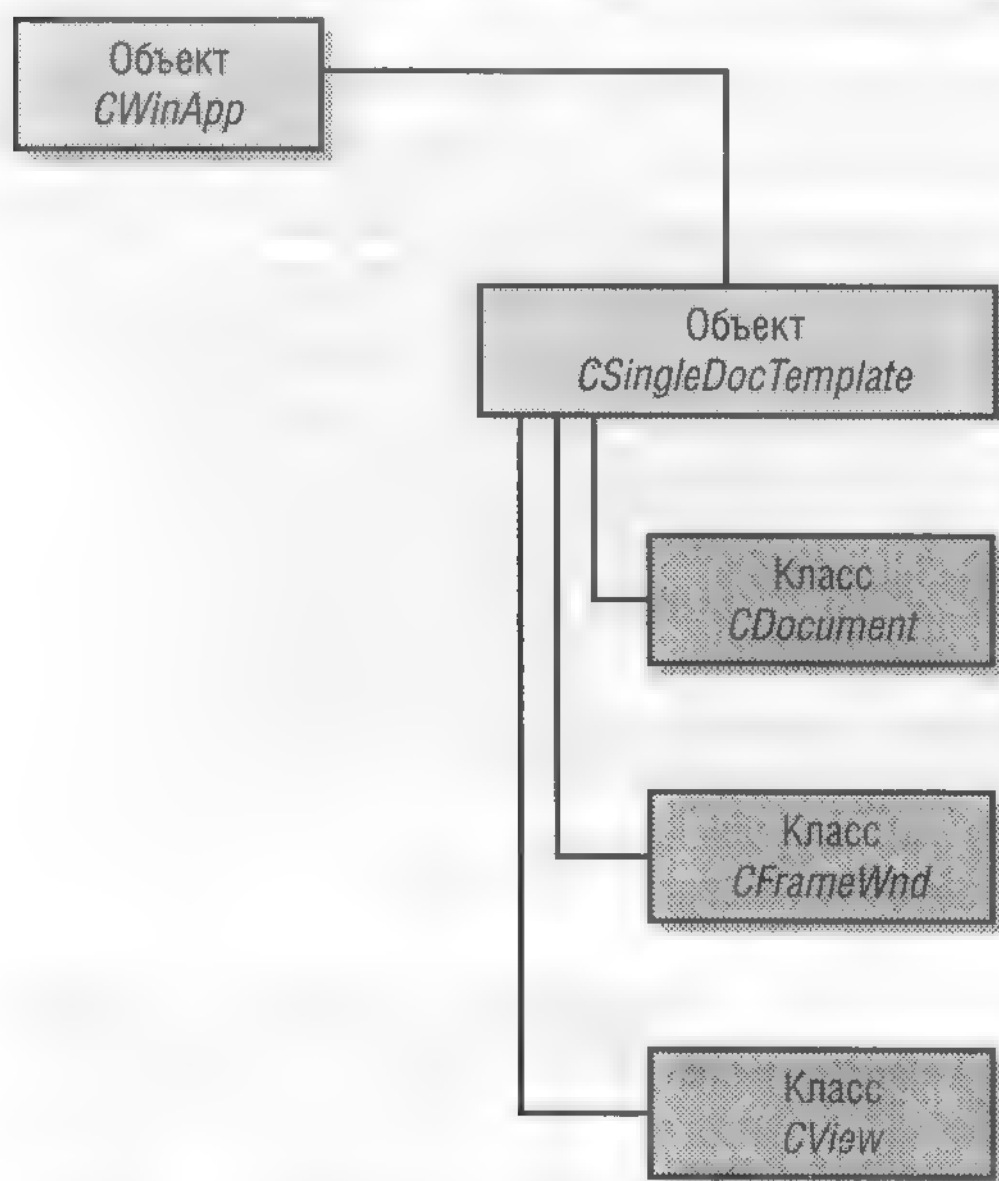 Объект
CWinApp
Объект
CSingleDocTemplate
Класс
CDocument
Класс
CFrameWnd
Класс
CView